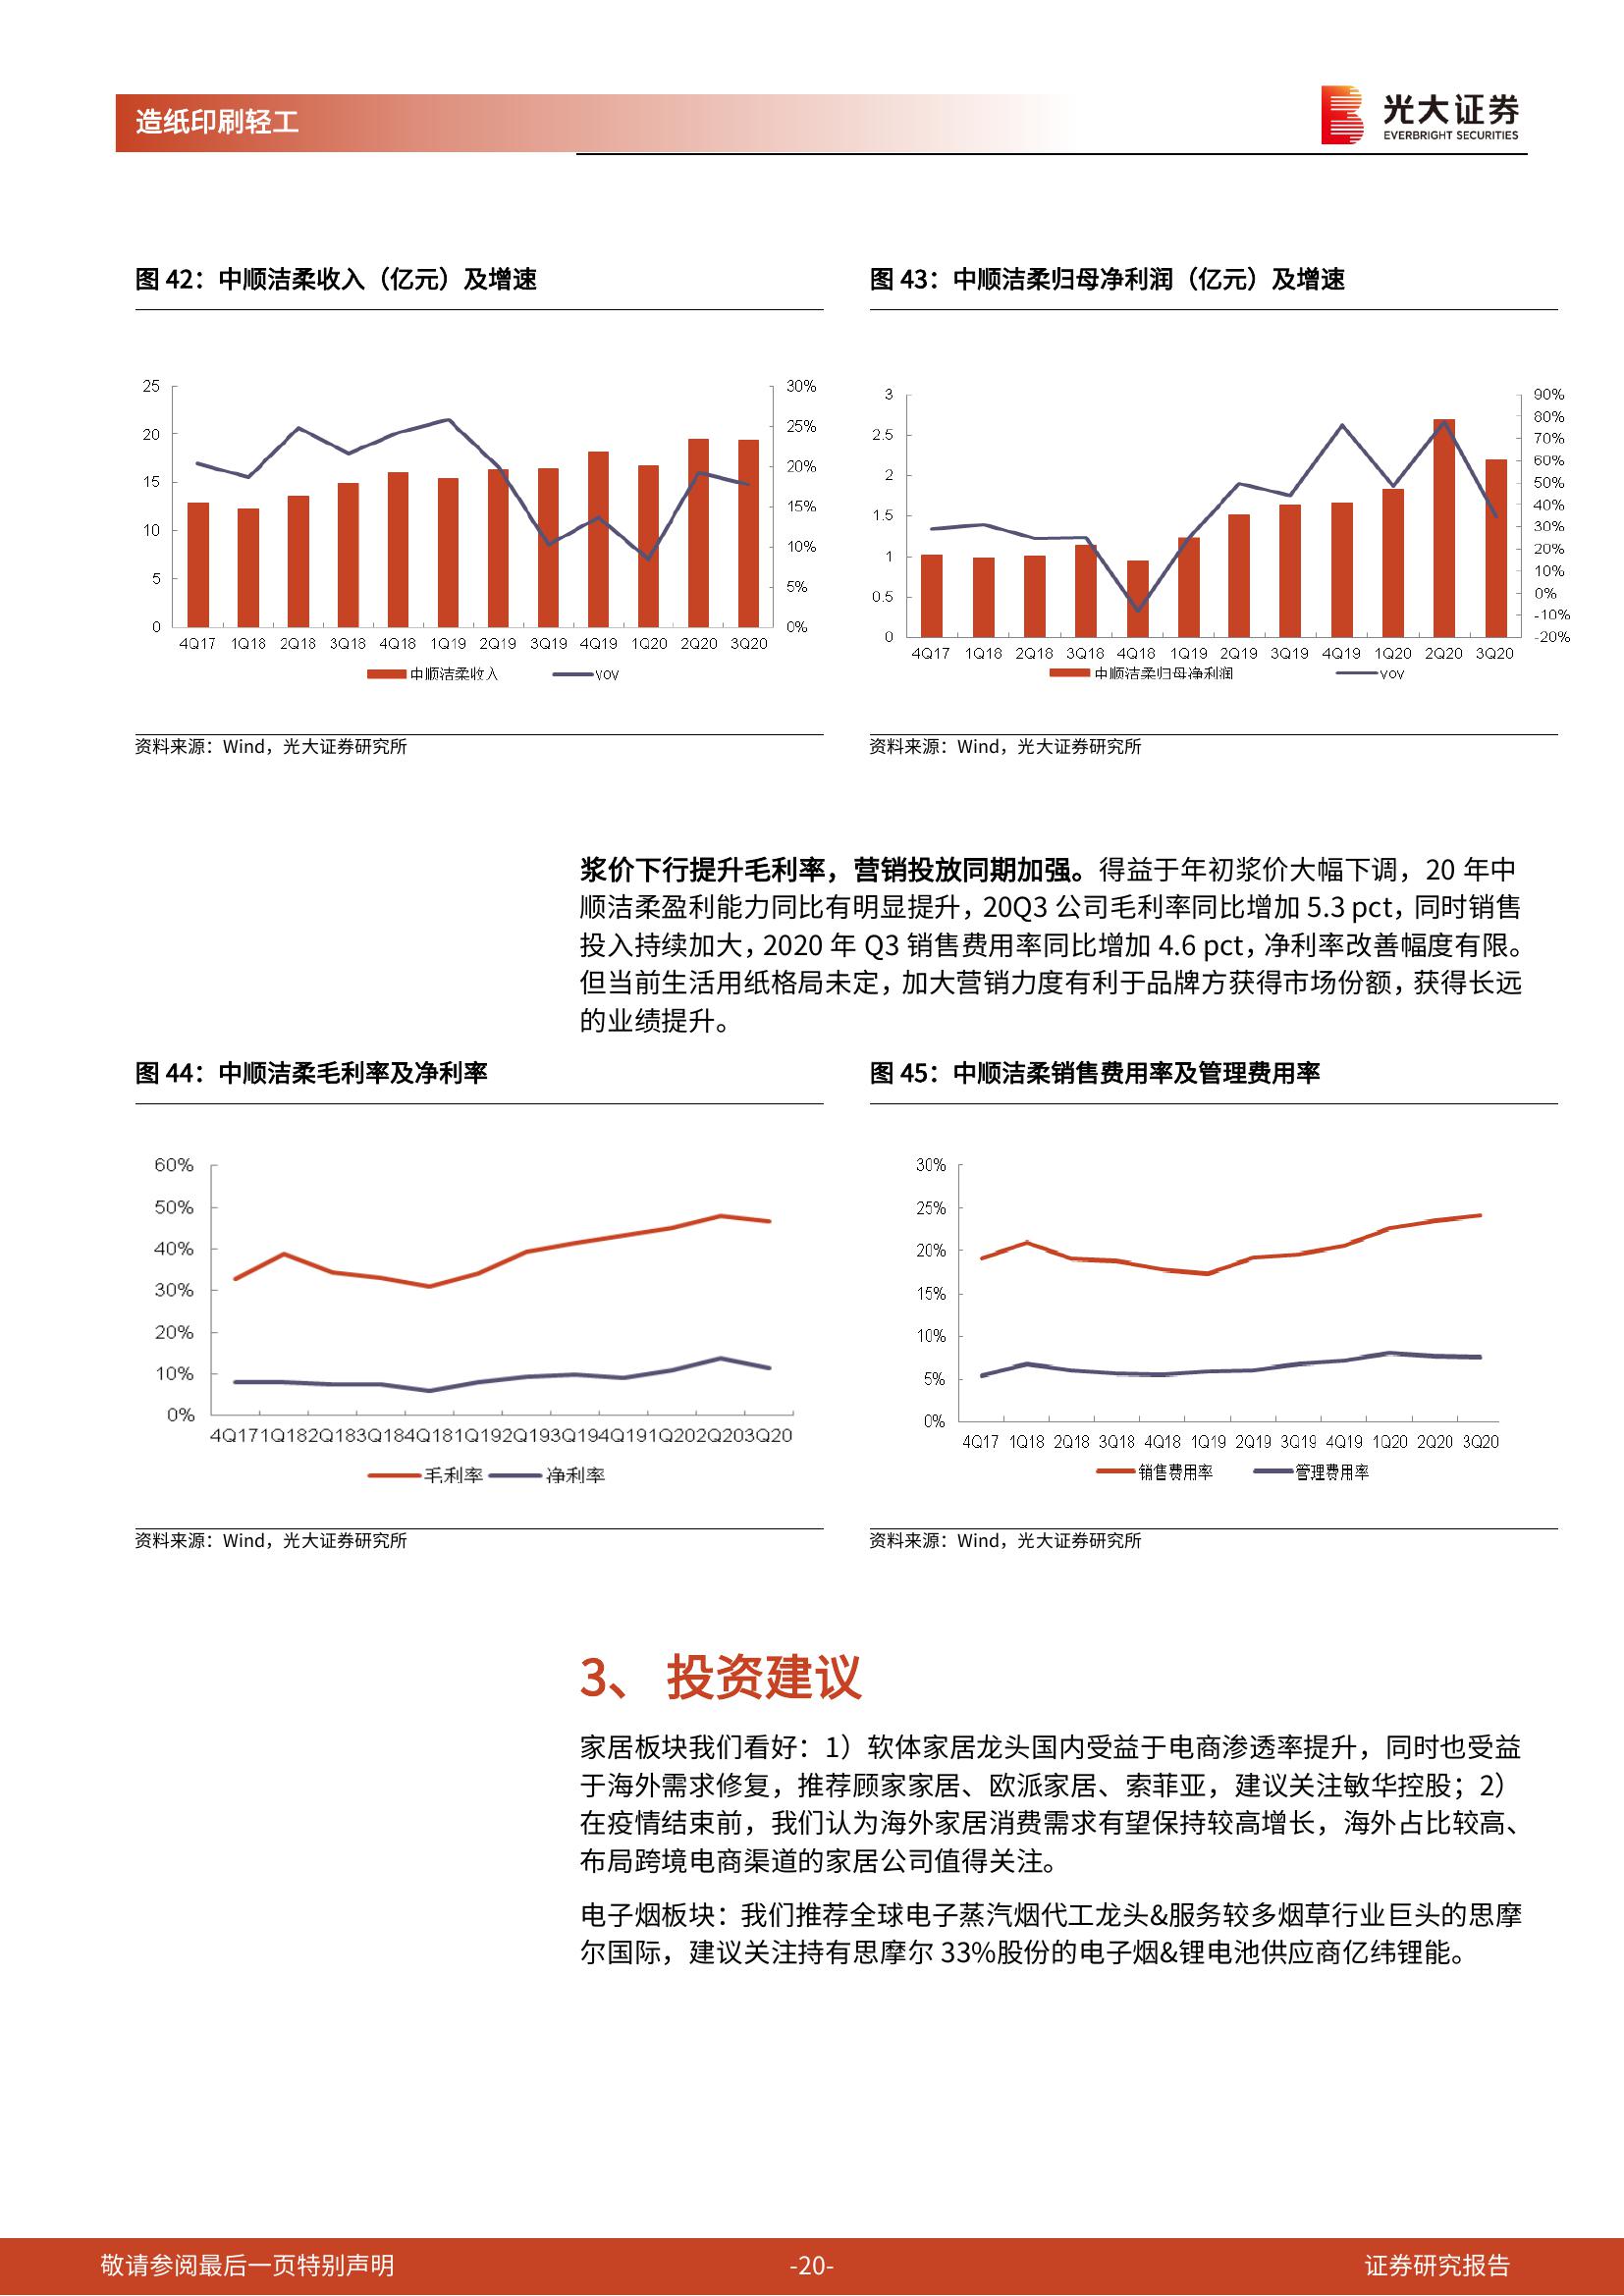 造纸印刷轻工
光大证券
EVERBRIGHT SECURITIES
图 42：中顺洁柔收入（亿元）及增速
25
20
15
10
5
0
30%
25%
20%
15%
10%
5%
0%
4Q17 1Q18 2Q18 3Q18 4Q18 1Q19 2Q19 3Q19 4Q19 1Q20 2Q20 3Q20
中顺洁柔收入 yoy
资料来源：Wind，光大证券研究所
图 43：中顺洁柔归母净利润（亿元）及增速
3
2.5
2
1.5
1
0.5
0
90%
80%
70%
60%
50%
40%
30%
20%
10%
0%
-10%
-20%
4Q17 1Q18 2Q18 3Q18 4Q18 1Q19 2Q19 3Q19 4Q19 1Q20 2Q20 3Q20
中顺洁柔归母净利润 yoy
资料来源：Wind，光大证券研究所
浆价下行提升毛利率，营销投放同期加强。得益于年初浆价大幅下调，20 年中
顺洁柔盈利能力同比有明显提升，20Q3 公司毛利率同比增加 5.3 pct，同时销售
投入持续加大，2020 年 Q3 销售费用率同比增加 4.6 pct，净利率改善幅度有限。
但当前生活用纸格局未定，加大营销力度有利于品牌方获得市场份额，获得长远
的业绩提升。
图 44：中顺洁柔毛利率及净利率
60%
50%
40%
30%
20%
10%
0%
4Q17 1Q18 2Q18 3Q18 4Q18 1Q19 2Q19 3Q19 4Q19 1Q20 2Q20 3Q20
毛利率 净利率
资料来源：Wind，光大证券研究所
图 45：中顺洁柔销售费用率及管理费用率
30%
25%
20%
15%
10%
5%
0%
4Q17 1Q18 2Q18 3Q18 4Q18 1Q19 2Q19 3Q19 4Q19 1Q20 2Q20 3Q20
销售费用率 管理费用率
资料来源：Wind，光大证券研究所
3、 投资建议
家居板块我们看好：1）软体家居龙头国内受益于电商渗透率提升，同时也受益
于海外需求修复，推荐顾家家居、欧派家居、索菲亚，建议关注敏华控股；2）
在疫情结束前，我们认为海外家居消费需求有望保持较高增长，海外占比较高、
布局跨境电商渠道的家居公司值得关注。
电子烟板块：我们推荐全球电子蒸汽烟代工龙头&服务较多烟草行业巨头的思摩
尔国际，建议关注持有思摩尔 33%股份的电子烟&锂电池供应商亿纬锂能。
敬请参阅最后一页特别声明
-20-
证券研究报告